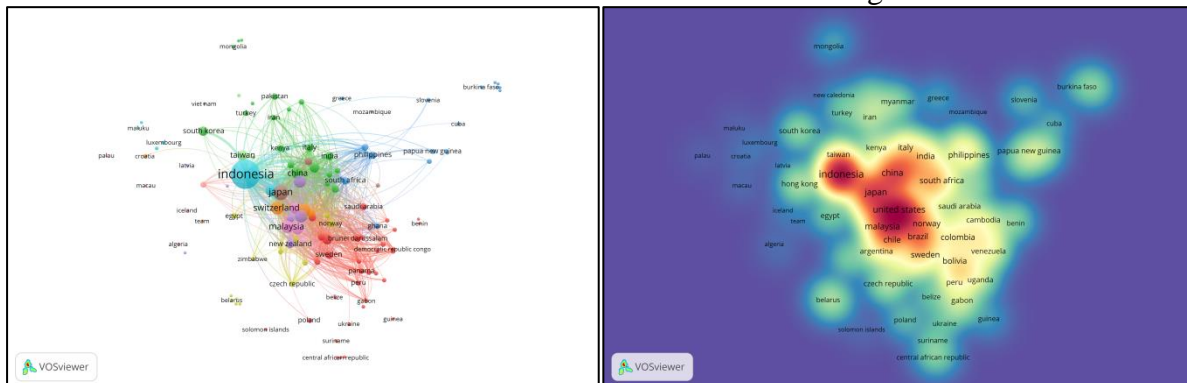 mongolia
pakistan
burkina faso
vietnam
turkey
iran
greece
mozambique
slovenia
maluku
south korea
cuba
luxembourg
kenya
italy
palau
croatia
taiwan
india
philippines
papua new guinea
latvia
indonesia
china
south africa
macau
japan
iceland
switzerland
saudi arabia
team
egypt
malaysia
norway
ghana
benin
new zealand
brunei darussalam
algeria
sweden
democratic republic congo
zimbabwe
panama
czech republic
peru
belarus
belize
gabon
poland
guinea
solomon islands
ukraine
suriname
central african republic
VOSviewer
mongolia
burkina faso
new caledonia
myanmar
greece
slovenia
turkey
iran
mozambique
maluku
south korea
cuba
luxembourg
kenya
italy
palau
croatia
taiwan
india
philippines
papua new guinea
latvia
indonesia
china
macau
hong kong
south africa
japan
iceland
united states
saudi arabia
team
egypt
malaysia
norway
cambodia
benin
chile
brazil
colombia
algeria
argentina
sweden
venezuela
bolivia
czech republic
peru
uganda
belarus
belize
gabon
poland
guinea
solomon islands
ukraine
suriname
central african republic
VOSviewer